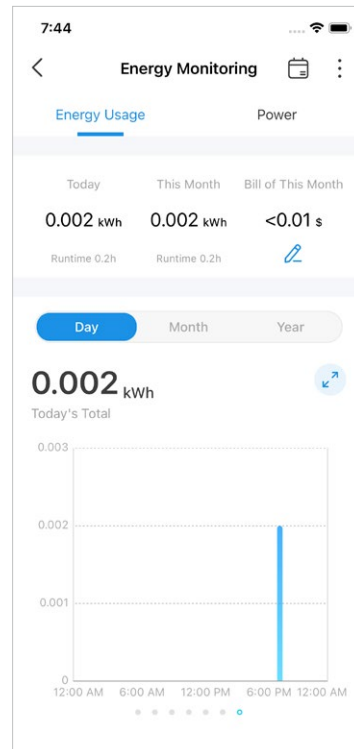 7:44
Energy Monitoring
Energy Usage Power
Today This Month Bill of This Month
0.002 kWh 0.002 kWh <0.01 $
Runtime 0.2h Runtime 0.2h
Day Month Year
0.002 kWh
Today's Total
0.003
0.002
0.001
0
12:00 AM 6:00 AM 12:00 PM 6:00 PM 12:00 AM